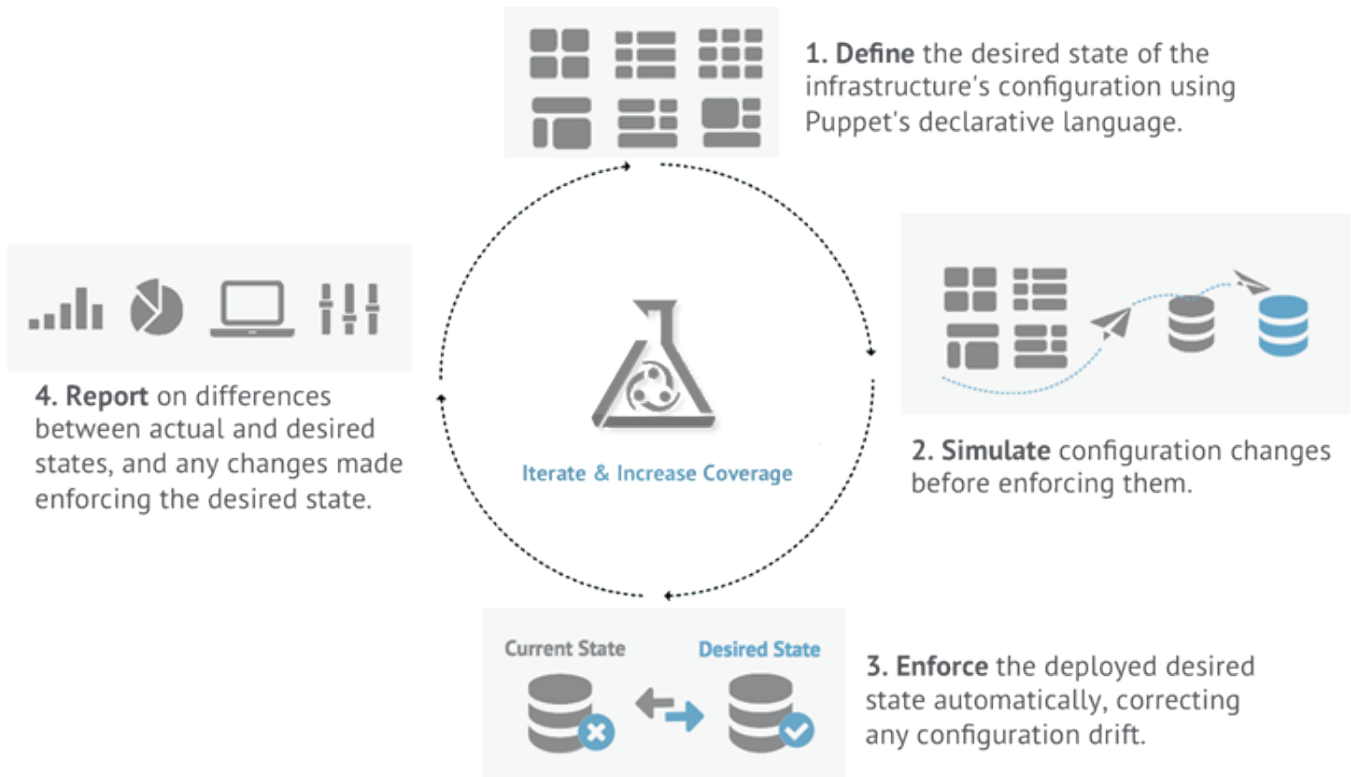 1. Define the desired state of the
infrastructure's configuration using
Puppet's declarative language.
2. Simulate configuration changes
before enforcing them.
Current State
Desired State
3. Enforce the deployed desired
state automatically, correcting
any configuration drift.
4. Report on differences
between actual and desired
states, and any changes made
enforcing the desired state.
Iterate & Increase Coverage